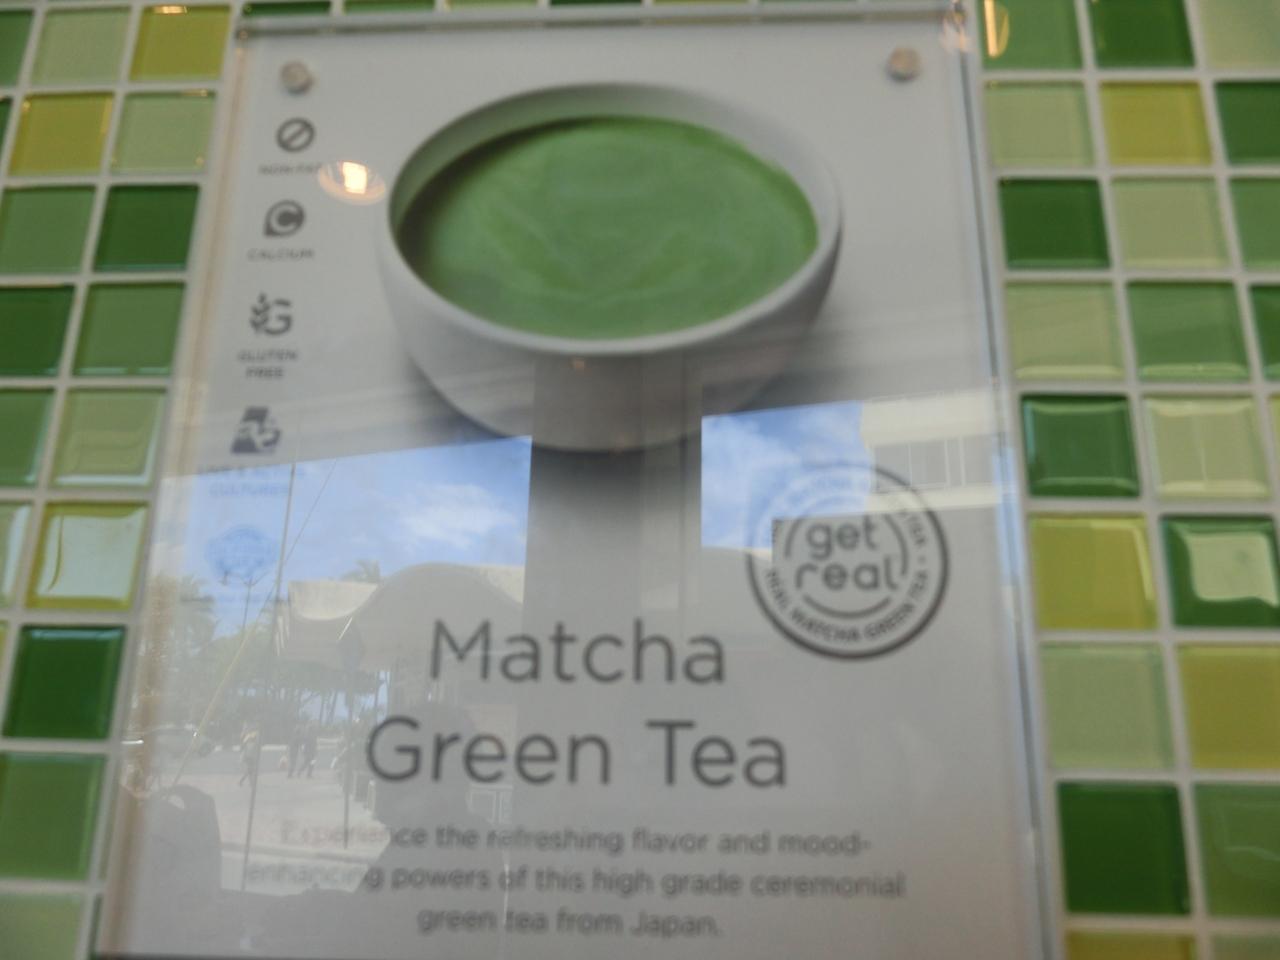 NON-FAT
CALCIUM
GLUTEN
FREE
CULTURES
get
real
MATCHA GREEN TEA
Matcha
Green Tea
Experience the refreshing flavor and mood-
enhancing powers of this high grade ceremonial
green tea from Japan.